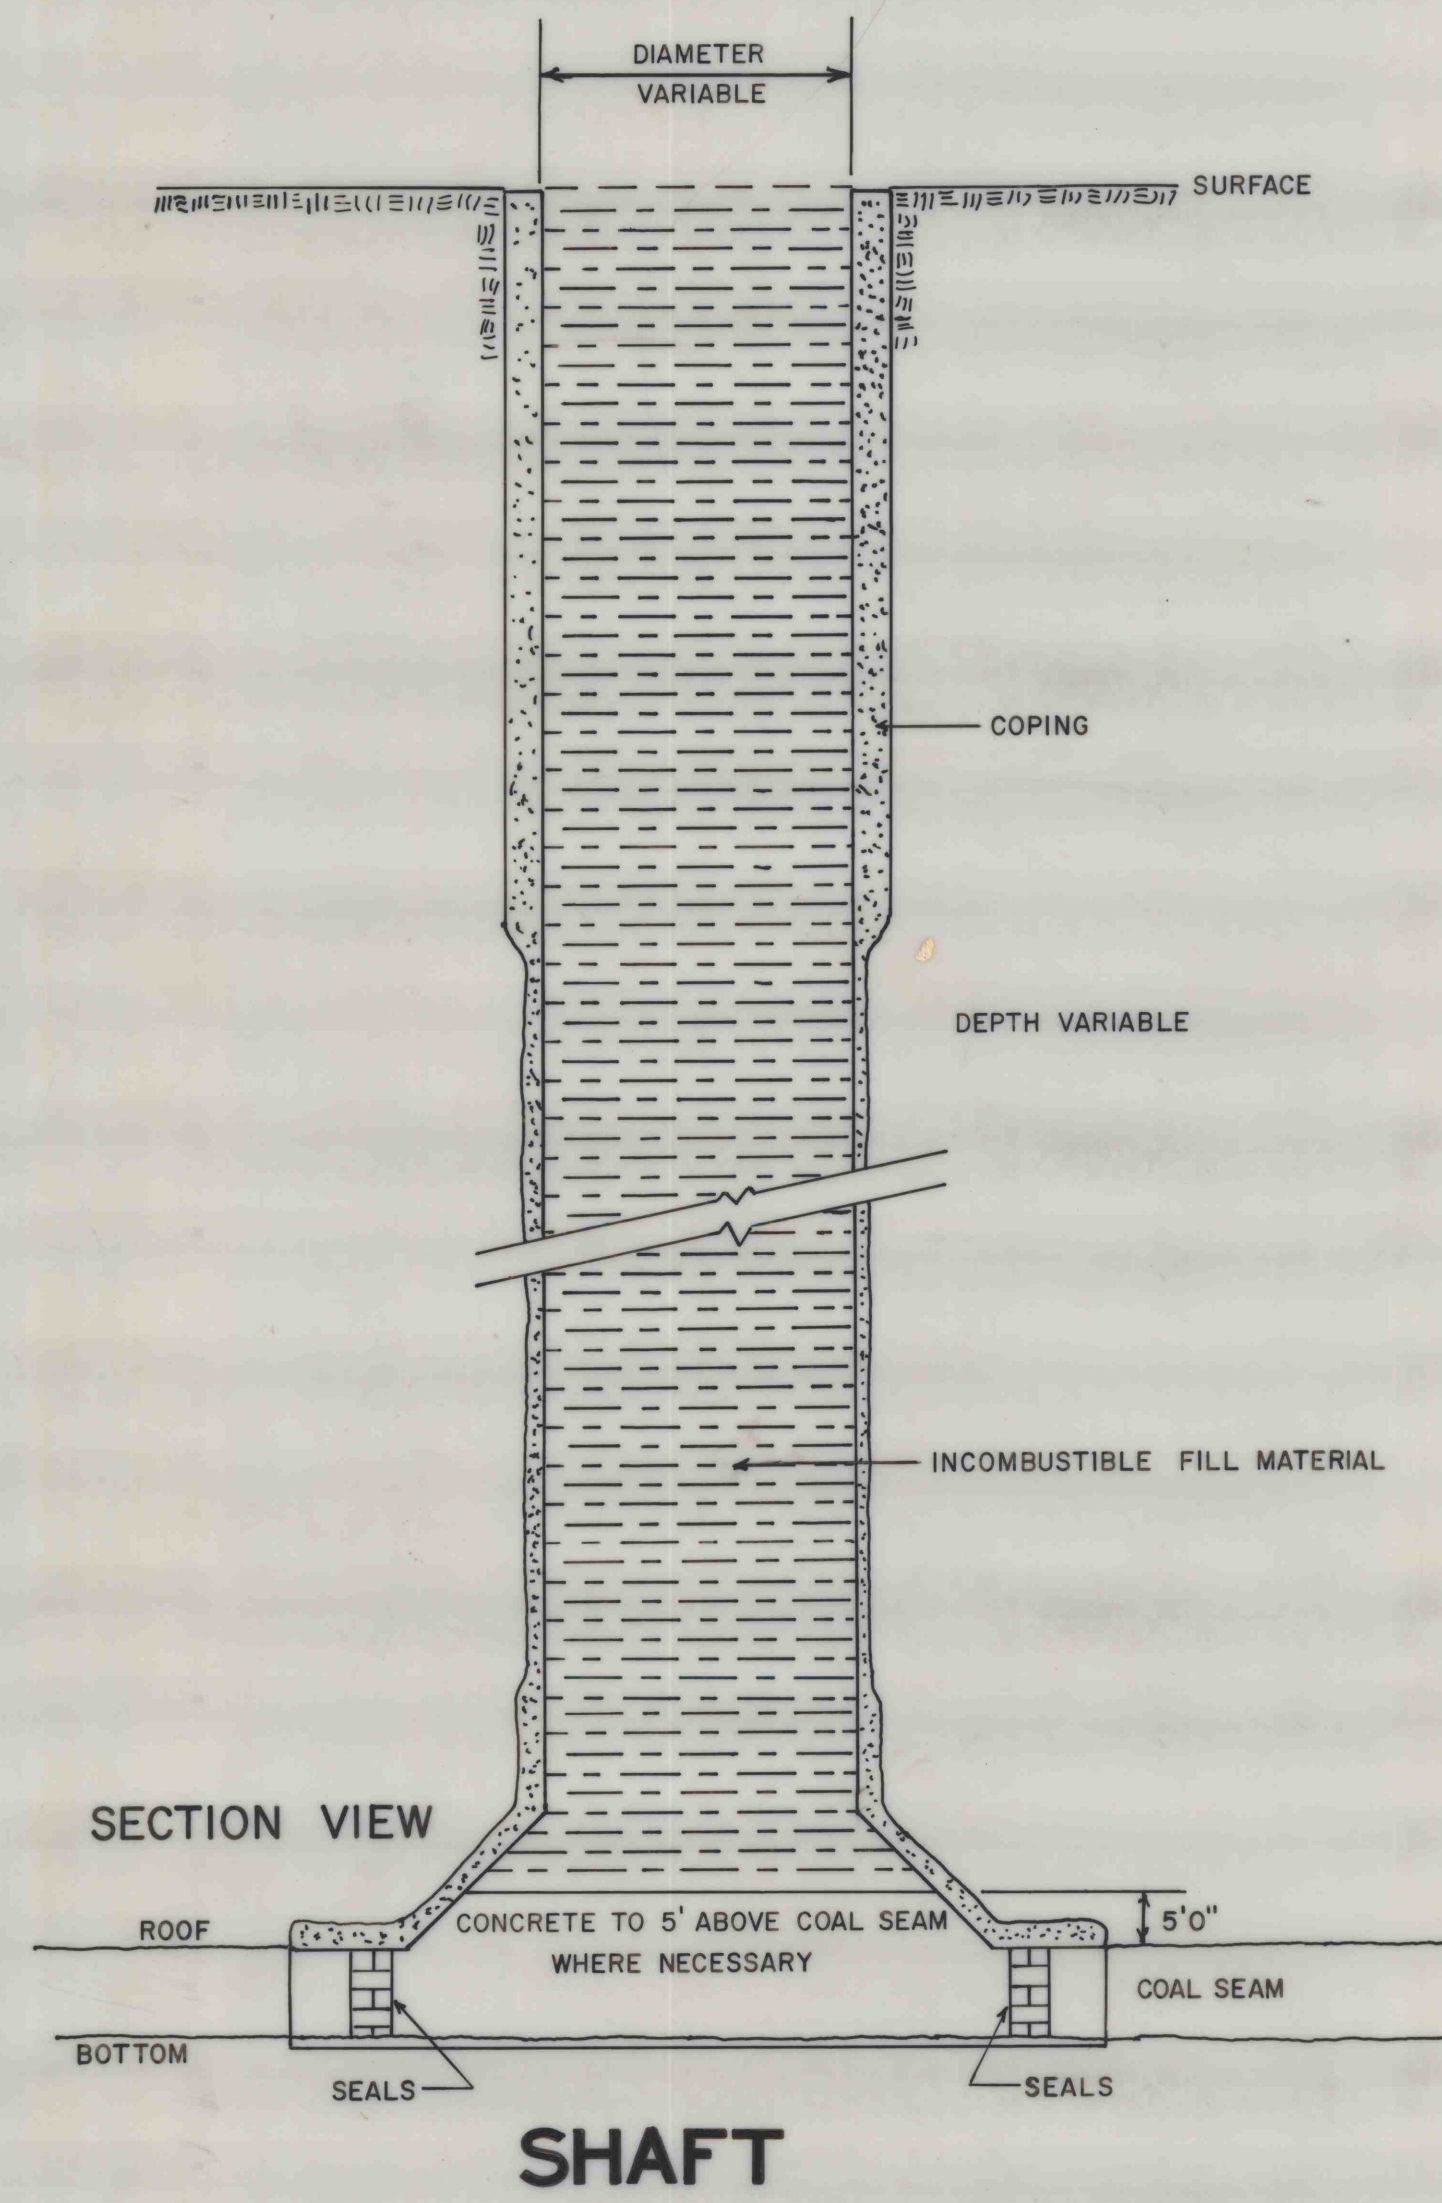 DIAMETER
VARIABLE
SURFACE
COPING
DEPTH VARIABLE
INCOMBUSTIBLE FILL MATERIAL
SECTION VIEW
ROOF
CONCRETE TO 5' ABOVE COAL SEAM
WHERE NECESSARY
5'0"
COAL SEAM
BOTTOM
SEALS
SEALS
SHAFT